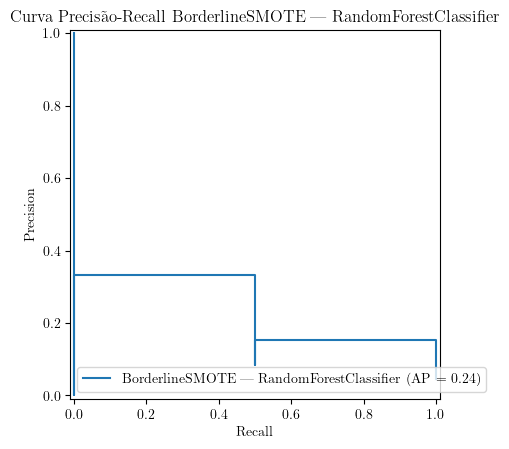 Curva Precisão-Recall BorderlineSMOTE — RandomForestClassifier
1.0
0.8
0.6
0.4
0.2
0.0
Precision
BorderlineSMOTE — RandomForestClassifier (AP = 0.24)
0.0 0.2 0.4 0.6 0.8 1.0
Recall